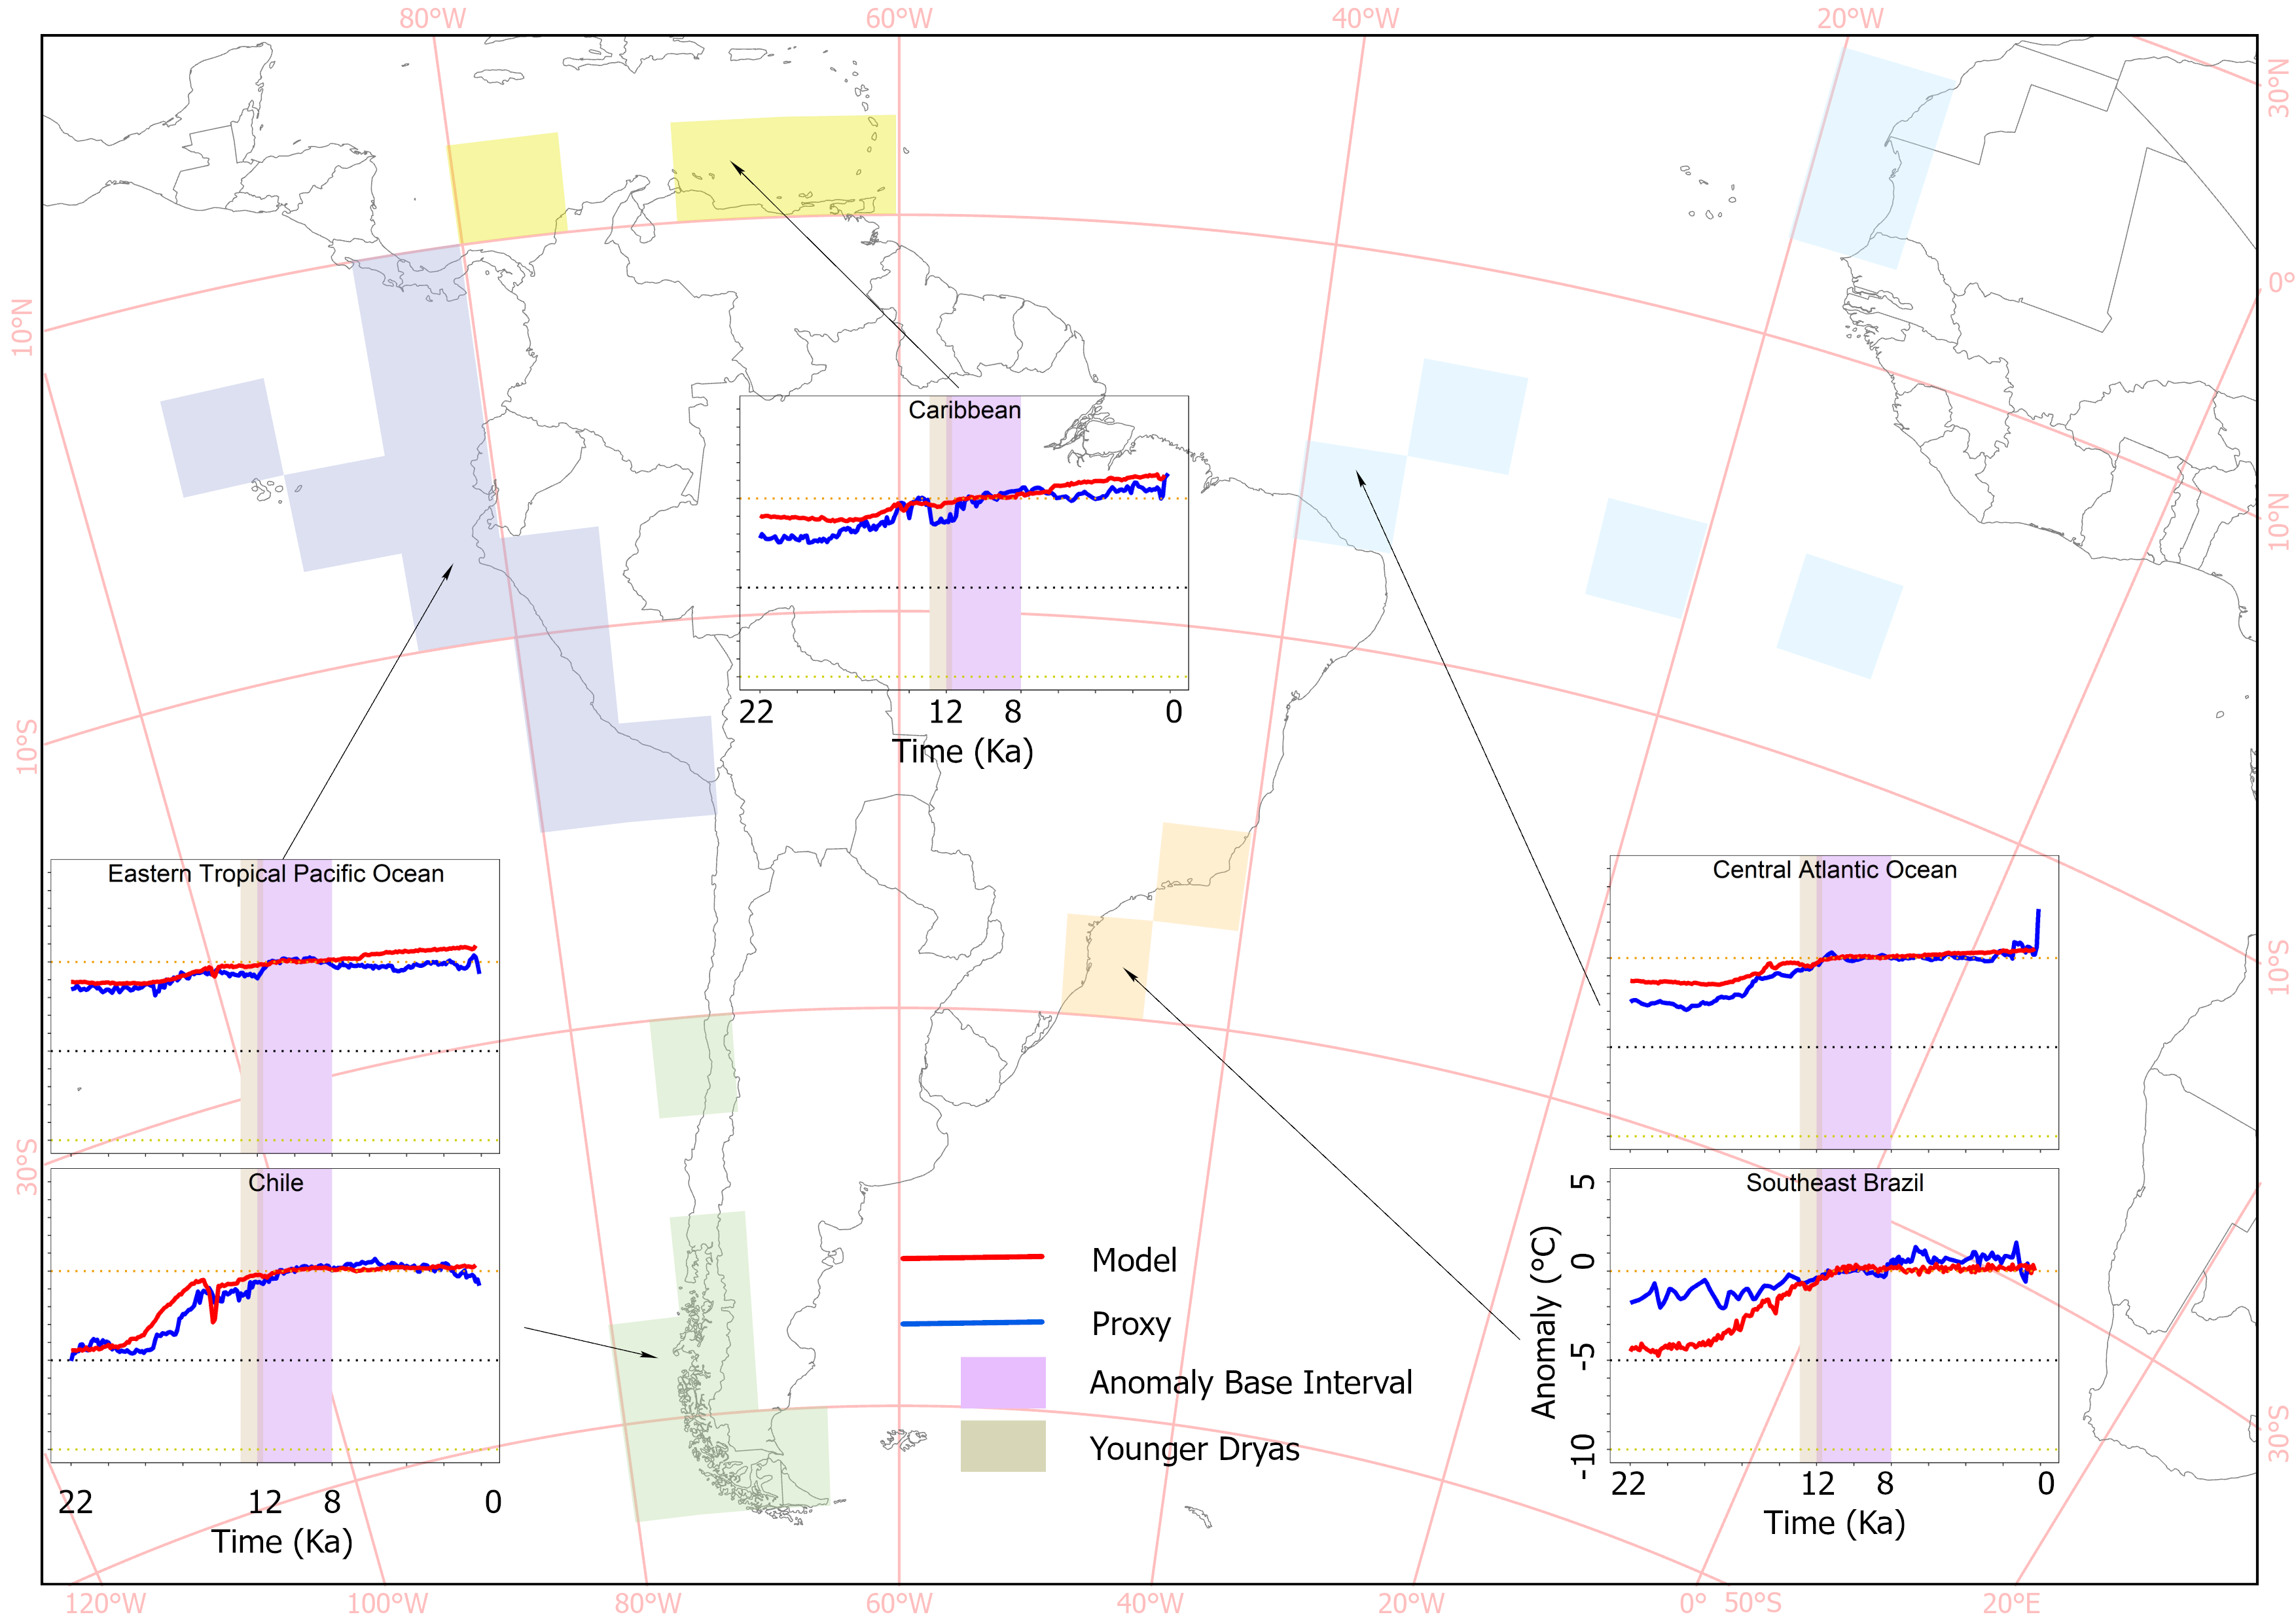 80°W 60°W 40°W 20°W
30°N
0°
10°N
10°N
10°S
10°S
30°S
30°S
Caribbean
22 12 8 0
Time (Ka)
Eastern Tropical Pacific Ocean
Central Atlantic Ocean
Chile
22 12 8 0
Time (Ka)
Southeast Brazil
Anomaly (°C)
5
0
-5
-10
22 12 8 0
Time (Ka)
Model
Proxy
Anomaly Base Interval
Younger Dryas
120°W 100°W 80°W 60°W 40°W 20°W 0° 50°S 20°E